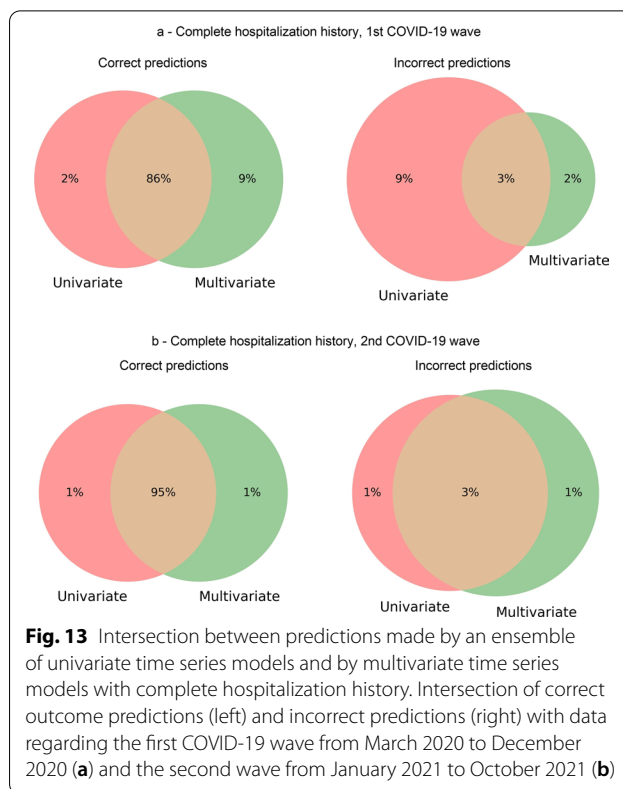 a - Complete hospitalization history, 1st COVID-19 wave
Correct predictions
Incorrect predictions
2%
86%
9%
9%
3%
2%
Univariate
Multivariate
Multivariate
Univariate
b - Complete hospitalization history, 2nd COVID-19 wave
Correct predictions
Incorrect predictions
1%
95%
1%
1%
3%
1%
Univariate
Multivariate
Univariate
Multivariate
Fig. 13 Intersection between predictions made by an ensemble
of univariate time series models and by multivariate time series
models with complete hospitalization history. Intersection of correct
outcome predictions (left) and incorrect predictions (right) with data
regarding the first COVID-19 wave from March 2020 to December
2020 (a) and the second wave from January 2021 to October 2021 (b)